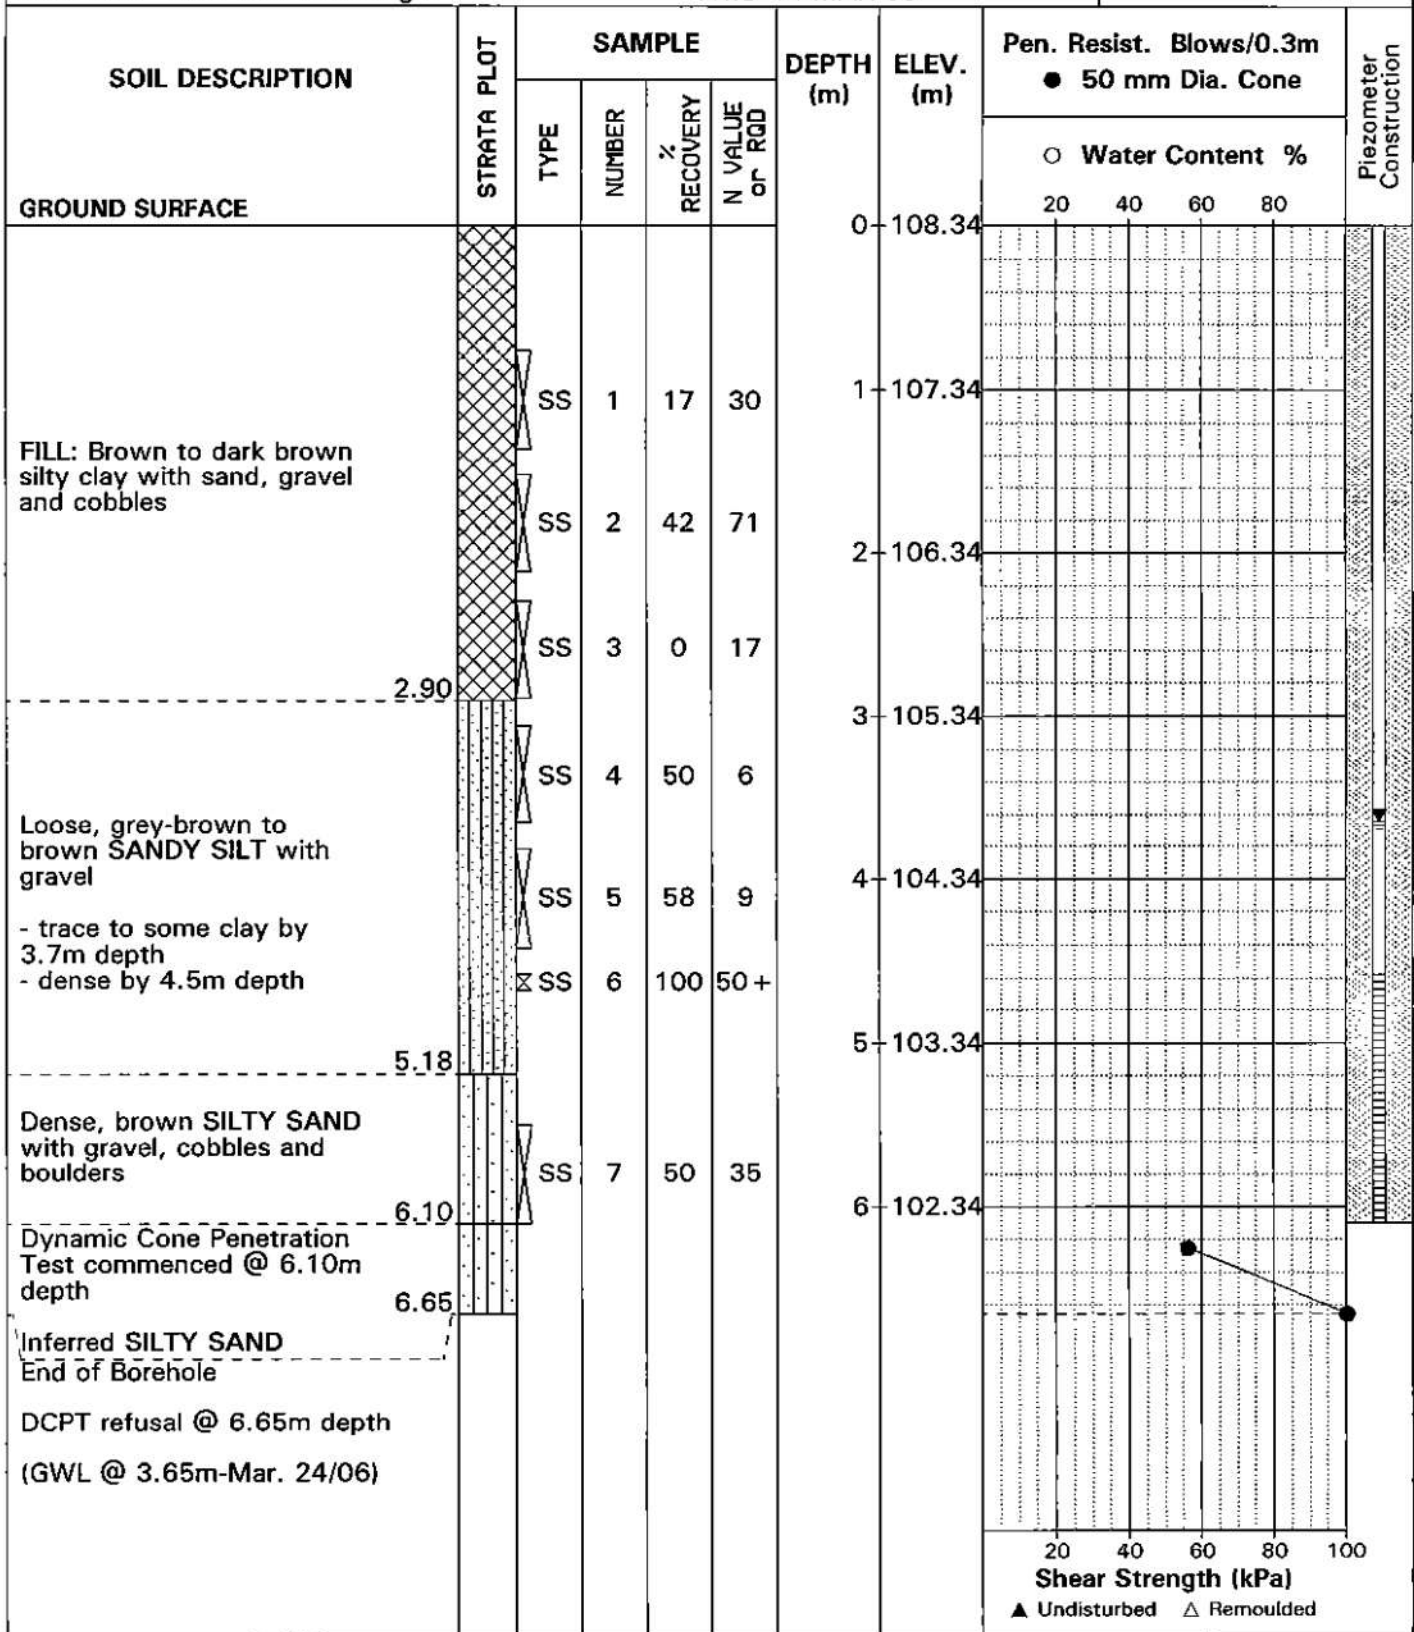 SOIL DESCRIPTION
GROUND SURFACE
STRATA PLOT
SAMPLE
TYPE
NUMBER
%
RECOVERY
N VALUE
or RQD
DEPTH
(m)
ELEV.
(m)
Pen. Resist. Blows/0.3m
● 50 mm Dia. Cone
○ Water Content %
20 40 60 80
Piezometer
Construction
0 108.34
SS 1 17 30
1 107.34
FILL: Brown to dark brown
silty clay with sand, gravel
and cobbles
SS 2 42 71
2 106.34
SS 3 0 17
2.90
3 105.34
SS 4 50 6
Loose, grey-brown to
brown SANDY SILT with
gravel
4 104.34
SS 5 58 9
- trace to some clay by
3.7m depth
- dense by 4.5m depth
SS 6 100 50+
5 103.34
5.18
Dense, brown SILTY SAND
with gravel, cobbles and
boulders
SS 7 50 35
6.10
6 102.34
Dynamic Cone Penetration
Test commenced @ 6.10m
depth
6.65
Inferred SILTY SAND
End of Borehole
DCPT refusal @ 6.65m depth
(GWL @ 3.65m-Mar. 24/06)
20 40 60 80 100
Shear Strength (kPa)
▲ Undisturbed △ Remoulded